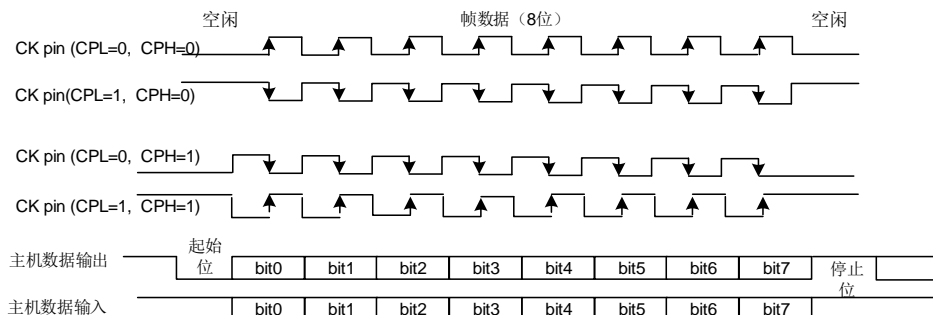 空闲 帧数据（8位） 空闲
CK pin (CPL=0, CPH=0)
CK pin(CPL=1, CPH=0)
CK pin (CPL=0, CPH=1)
CK pin (CPL=1, CPH=1)
主机数据输出 起始位 bit0 bit1 bit2 bit3 bit4 bit5 bit6 bit7 停止位
主机数据输入 bit0 bit1 bit2 bit3 bit4 bit5 bit6 bit7